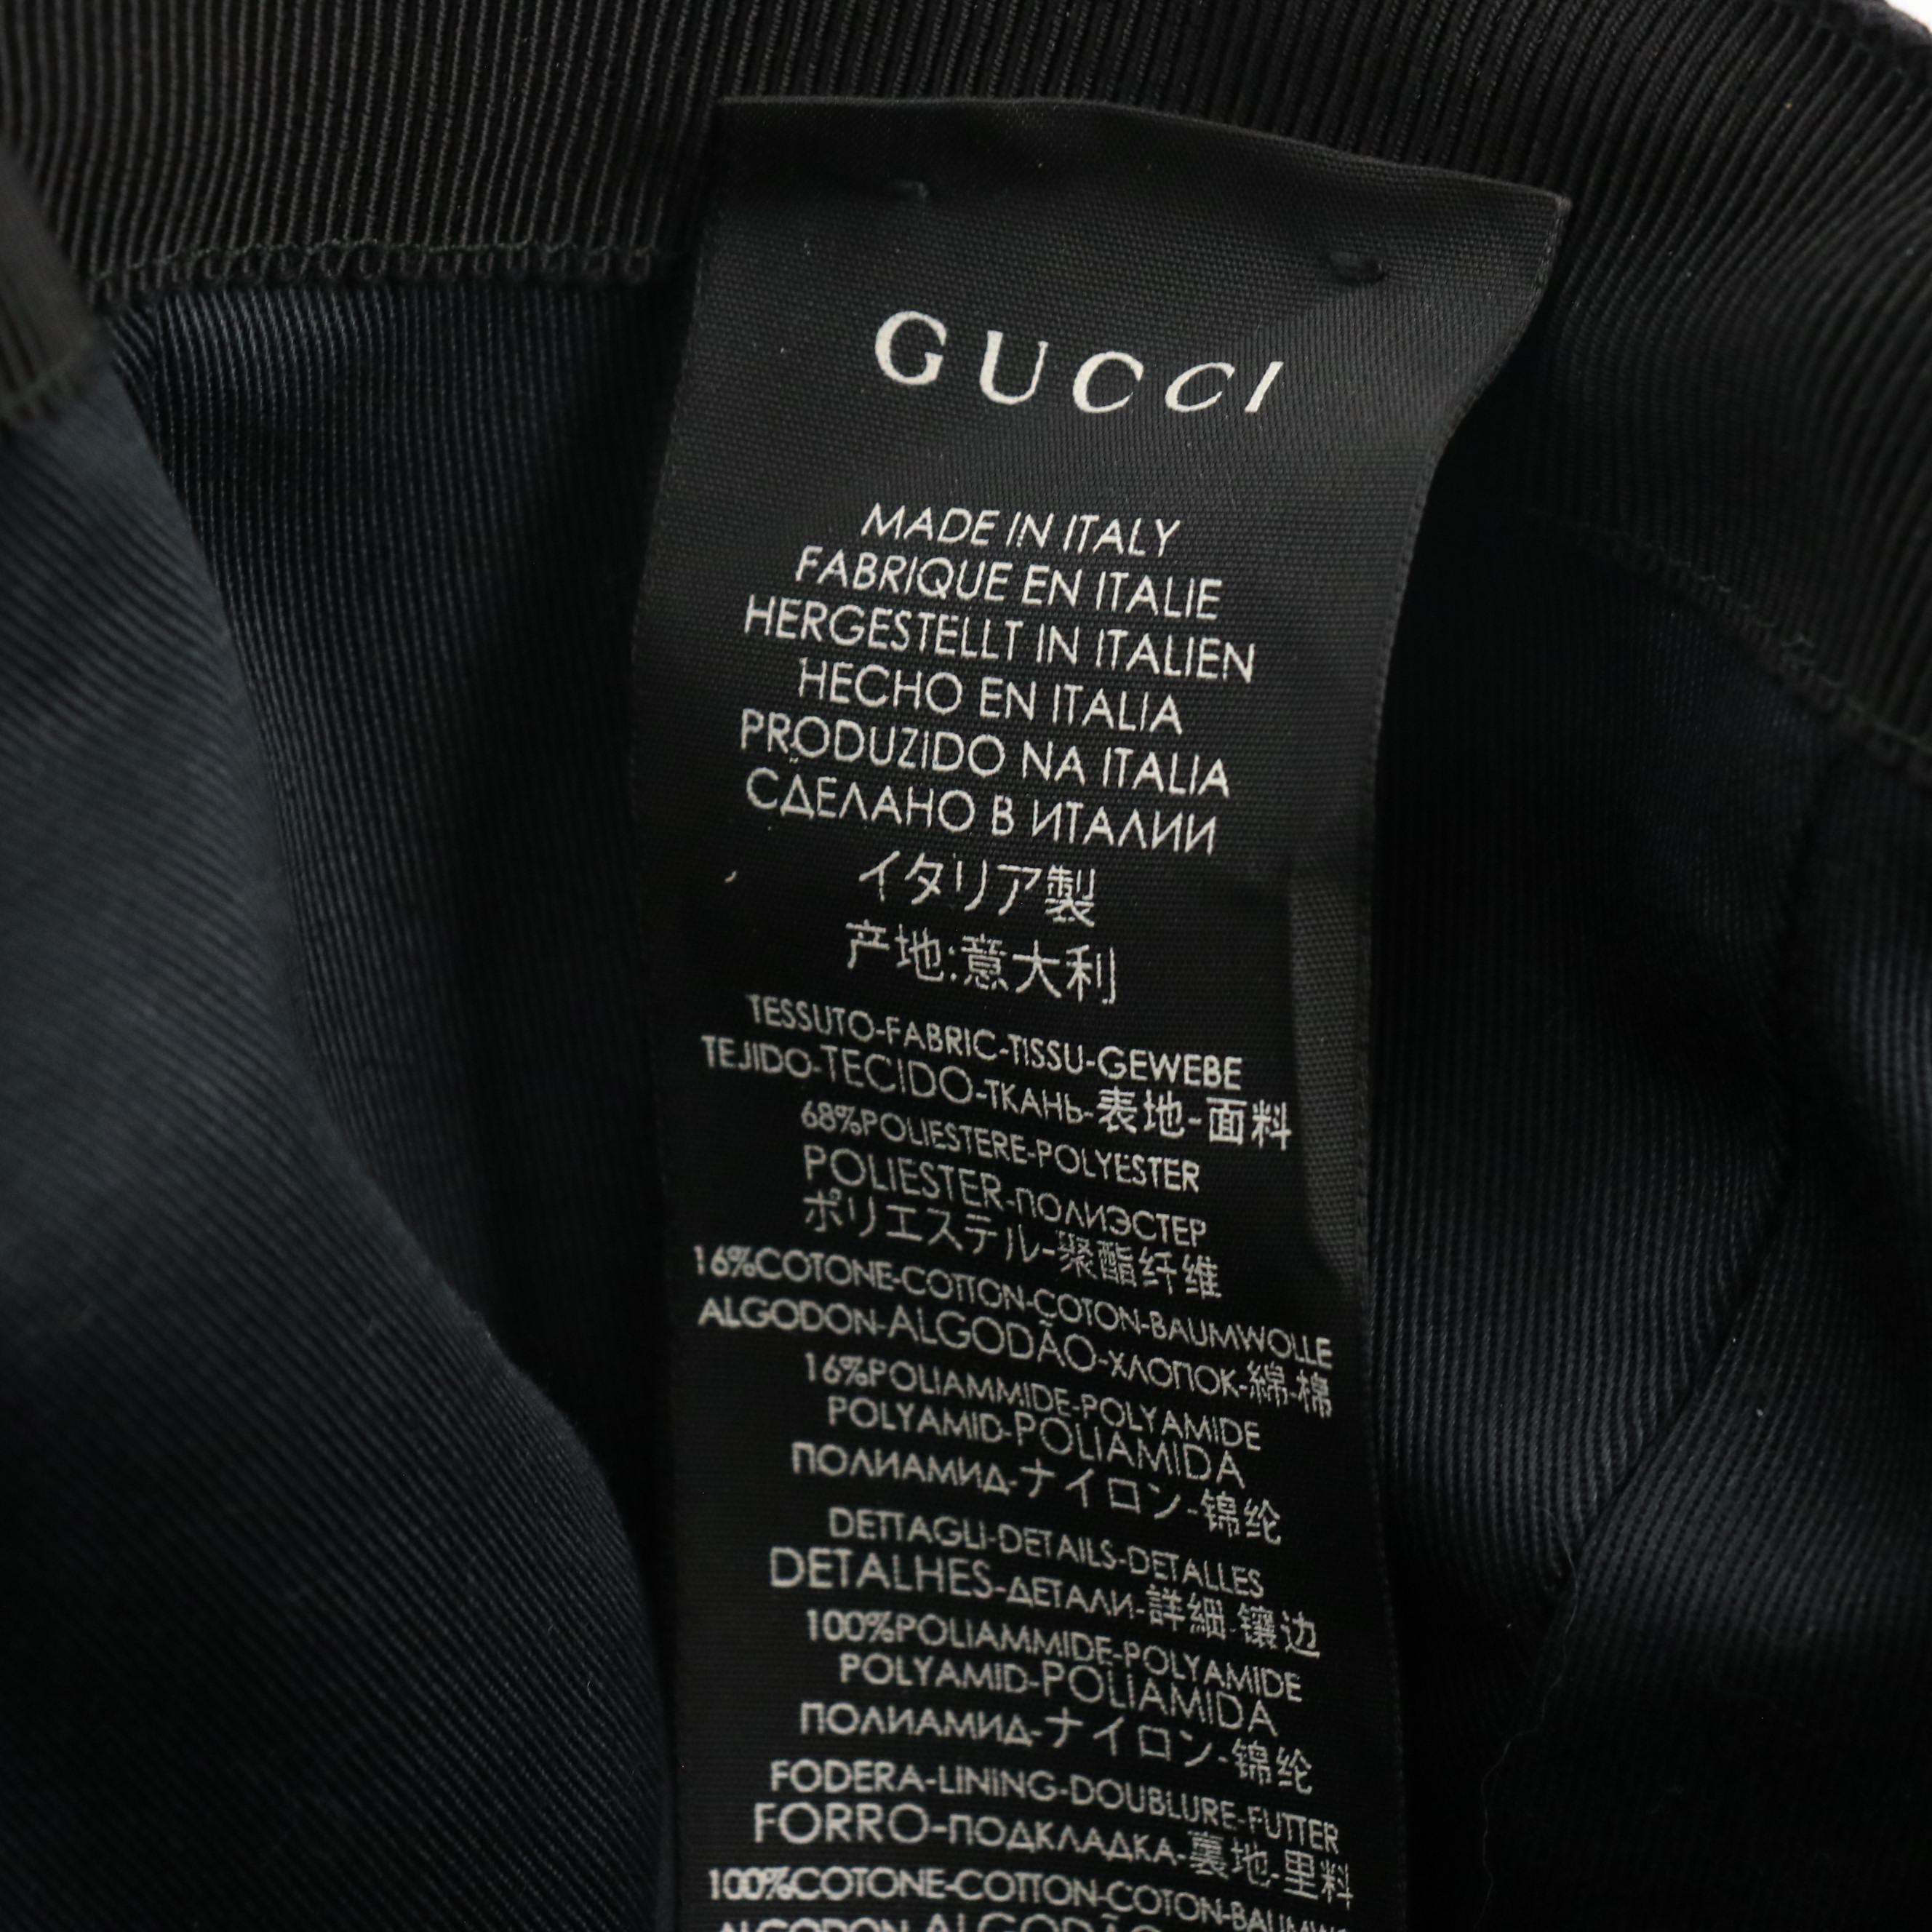 GUCCI
MADE IN ITALY
FABRIQUE EN ITALIE
HERGESTELLT IN ITALIEN
HECHO EN ITALIA
PRODUZIDO NA ITALIA
СДЕЛАНО В ИТАЛИИ
イタリア製
产地:意大利
TESSUTO-FABRIC-TISSU-GEWEBE
TEJIDO-TECIDO-ТКАНЬ-表地-面料
68%POLIESTERE-POLYESTER
POLIESTER-ПОЛИЭСТЕР
ポリエステル-聚酯纤维
16%COTONE-COTTON-COTON-BAUMWOLLE
ALGODON-ALGODÃO-ХЛОПОК-綿-棉
16%POLIAMMIDE-POLYAMIDE
POLYAMID-POLIAMIDA
ПОЛИАМИД-ナイロン-锦纶
DETTAGLI-DETAILS-DETALLES
DETALHES-ДЕТАЛИ-詳細-镶边
100%POLIAMMIDE-POLYAMIDE
POLYAMID-POLIAMIDA
ПОЛИАМИД-ナイロン-锦纶
FODERA-LINING-DOUBLURE-FUTTER
FORRO-ПОДКЛАДКА-裏地-里料
100%COTONE-COTTON-COTON-BAUMW
ALGODON-ALGODÃO